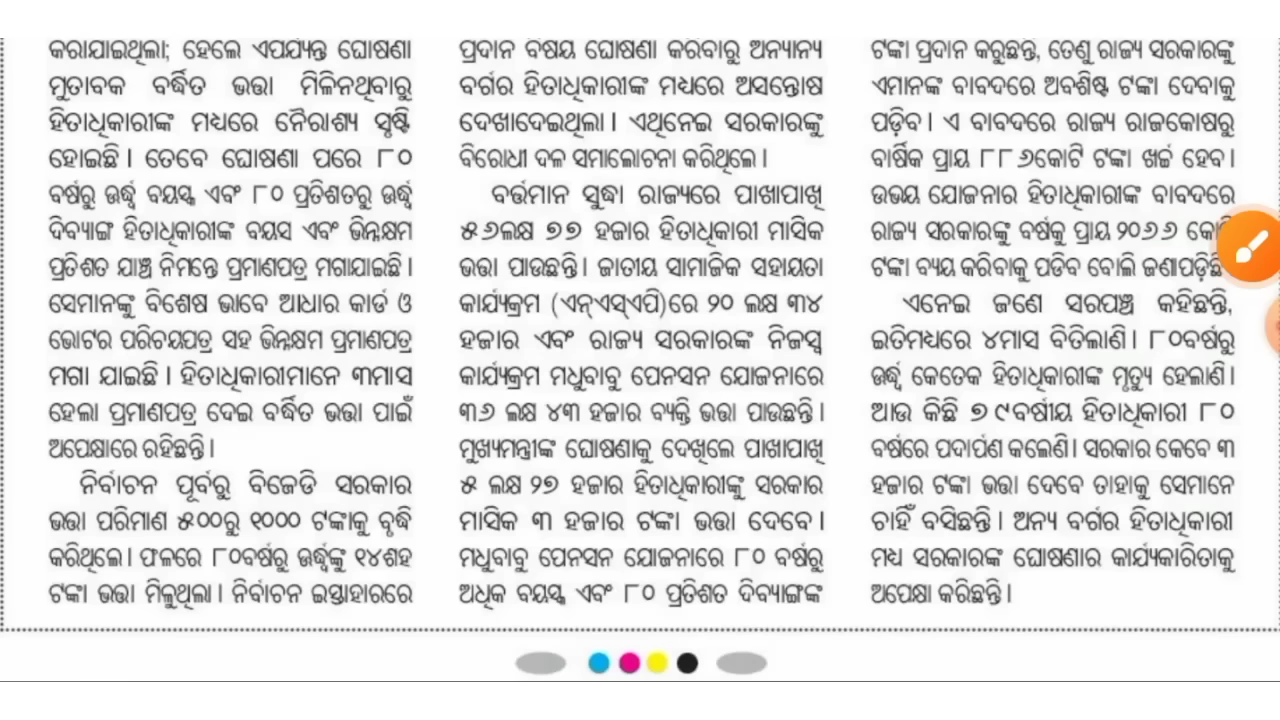 କରାଯାଇଥିଲା; ହେଲେ ଏପର୍ଯ୍ୟନ୍ତ ଘୋଷଣା
ମୁତାବକ ବର୍ଦ୍ଧିତ ଭତ୍ତା ମିଳିନଥିବାରୁ
ହିତାଧିକାରୀଙ୍କ ମଧ୍ୟରେ ନୈରାଶ୍ୟ ସୃଷ୍ଟି
ହୋଇଛି। ତେବେ ଘୋଷଣା ପରେ ୮୦
ବର୍ଷରୁ ଊର୍ଦ୍ଧ୍ୱ ବୟସ୍କ ଏବଂ ୮୦ ପ୍ରତିଶତରୁ ଊର୍ଦ୍ଧ୍ୱ
ଦିବ୍ୟାଙ୍ଗ ହିତାଧିକାରୀଙ୍କ ବୟସ ଏବଂ ଭିନ୍ନକ୍ଷମ
ପ୍ରତିଶତ ଯାଞ୍ଚ ନିମନ୍ତେ ପ୍ରମାଣପତ୍ର ମଗାଯାଇଛି।
ସେମାନଙ୍କୁ ବିଶେଷ ଭାବେ ଆଧାର କାର୍ଡ ଓ
ଭୋଟର ପରିଚୟପତ୍ର ସହ ଭିନ୍ନକ୍ଷମ ପ୍ରମାଣପତ୍ର
ମଗା ଯାଇଛି। ହିତାଧିକାରୀମାନେ ୩ମାସ
ହେଲା ପ୍ରମାଣପତ୍ର ଦେଇ ବର୍ଦ୍ଧିତ ଭତ୍ତା ପାଇଁ
ଅପେକ୍ଷାରେ ରହିଛନ୍ତି।
ନିର୍ବାଚନ ପୂର୍ବରୁ ବିଜେଡି ସରକାର
ଭତ୍ତା ପରିମାଣ ୫୦୦ରୁ ୧୦୦୦ ଟଙ୍କାକୁ ବୃଦ୍ଧି
କରିଥିଲେ। ଫଳରେ ୮୦ବର୍ଷରୁ ଊର୍ଦ୍ଧ୍ୱଙ୍କୁ ୧୪ଶହ
ଟଙ୍କା ଭତ୍ତା ମିଳୁଥିଲା। ନିର୍ବାଚନ ଇସ୍ତାହାରରେ
ପ୍ରଦାନ ବିଷୟ ଘୋଷଣା କରିବାରୁ ଅନ୍ୟାନ୍ୟ
ବର୍ଗର ହିତାଧିକାରୀଙ୍କ ମଧ୍ୟରେ ଅସନ୍ତୋଷ
ଦେଖାଦେଇଥିଲା। ଏଥିନେଇ ସରକାରଙ୍କୁ
ବିରୋଧୀ ଦଳ ସମାଲୋଚନା କରିଥିଲେ।
ବର୍ତ୍ତମାନ ସୁଦ୍ଧା ରାଜ୍ୟରେ ପାଖାପାଖି
୫୬ଲକ୍ଷ ୭୭ ହଜାର ହିତାଧିକାରୀ ମାସିକ
ଭତ୍ତା ପାଉଛନ୍ତି। ଜାତୀୟ ସାମାଜିକ ସହାୟତା
କାର୍ଯ୍ୟକ୍ରମ (ଏନ୍ଏସ୍ଏପି)ରେ ୨୦ ଲକ୍ଷ ୩୪
ହଜାର ଏବଂ ରାଜ୍ୟ ସରକାରଙ୍କ ନିଜସ୍ୱ
କାର୍ଯ୍ୟକ୍ରମ ମଧୁବାବୁ ପେନସନ ଯୋଜନାରେ
୩୬ ଲକ୍ଷ ୪୩ ହଜାର ବ୍ୟକ୍ତି ଭତ୍ତା ପାଉଛନ୍ତି।
ମୁଖ୍ୟମନ୍ତ୍ରୀଙ୍କ ଘୋଷଣାକୁ ଦେଖିଲେ ପାଖାପାଖି
୫ ଲକ୍ଷ ୨୭ ହଜାର ହିତାଧିକାରୀଙ୍କୁ ସରକାର
ମାସିକ ୩ ହଜାର ଟଙ୍କା ଭତ୍ତା ଦେବେ।
ମଧୁବାବୁ ପେନସନ ଯୋଜନାରେ ୮୦ ବର୍ଷରୁ
ଅଧିକ ବୟସ୍କ ଏବଂ ୮୦ ପ୍ରତିଶତ ଦିବ୍ୟାଙ୍ଗଙ୍କ
ଟଙ୍କା ପ୍ରଦାନ କରୁଛନ୍ତି, ତେଣୁ ରାଜ୍ୟ ସରକାରଙ୍କୁ
ଏମାନଙ୍କ ବାବଦରେ ଅବଶିଷ୍ଟ ଟଙ୍କା ଦେବାକୁ
ପଡ଼ିବ। ଏ ବାବଦରେ ରାଜ୍ୟ ରାଜକୋଷରୁ
ବାର୍ଷିକ ପ୍ରାୟ ୮୮୬କୋଟି ଟଙ୍କା ଖର୍ଚ୍ଚ ହେବ।
ଉଭୟ ଯୋଜନାର ହିତାଧିକାରୀଙ୍କ ବାବଦରେ
ରାଜ୍ୟ ସରକାରଙ୍କୁ ବର୍ଷକୁ ପ୍ରାୟ ୨୦୬୬
ଟଙ୍କା ବ୍ୟୟ କରିବାକୁ ପଡିବ ବୋଲି ଜଣାପଡ଼ିଛି
ଏନେଇ ଜଣେ ସରପଞ୍ଚ କହିଛନ୍ତି,
ଇତିମଧ୍ୟରେ ୪ମାସ ବିତିଲାଣି। ୮୦ବର୍ଷରୁ
ଊର୍ଦ୍ଧ୍ୱ କେତେକ ହିତାଧିକାରୀଙ୍କ ମୃତ୍ୟୁ ହେଲାଣି।
ଆଉ କିଛି ୭୯ବର୍ଷୀୟ ହିତାଧିକାରୀ ୮୦
ବର୍ଷରେ ପଦାର୍ପଣ କଲେଣି। ସରକାର କେବେ ୩
ହଜାର ଟଙ୍କା ଭତ୍ତା ଦେବେ ତାହାକୁ ସେମାନେ
ଚାହିଁ ବସିଛନ୍ତି। ଅନ୍ୟ ବର୍ଗର ହିତାଧିକାରୀ
ମଧ୍ୟ ସରକାରଙ୍କ ଘୋଷଣାର କାର୍ଯ୍ୟକାରିତାକୁ
ଅପେକ୍ଷା କରିଛନ୍ତି।